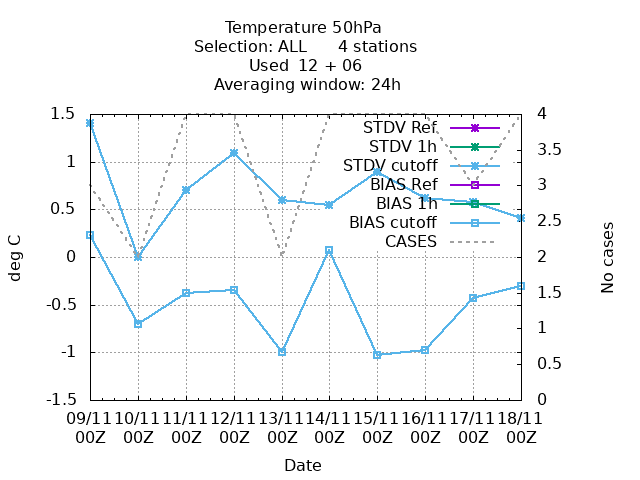 Temperature 50hPa
Selection: ALL      4 stations
Used  12 + 06
Averaging window: 24h
1.5
1
0.5
0
-0.5
-1
-1.5
4
3.5
3
2.5
2
1.5
1
0.5
0
STDV Ref
STDV 1h
STDV cutoff
BIAS Ref
BIAS 1h
BIAS cutoff
CASES
deg C
No cases
09/11 10/11 11/11 12/11 13/11 14/11 15/11 16/11 17/11 18/11
00Z 00Z 00Z 00Z 00Z 00Z 00Z 00Z 00Z 00Z
Date